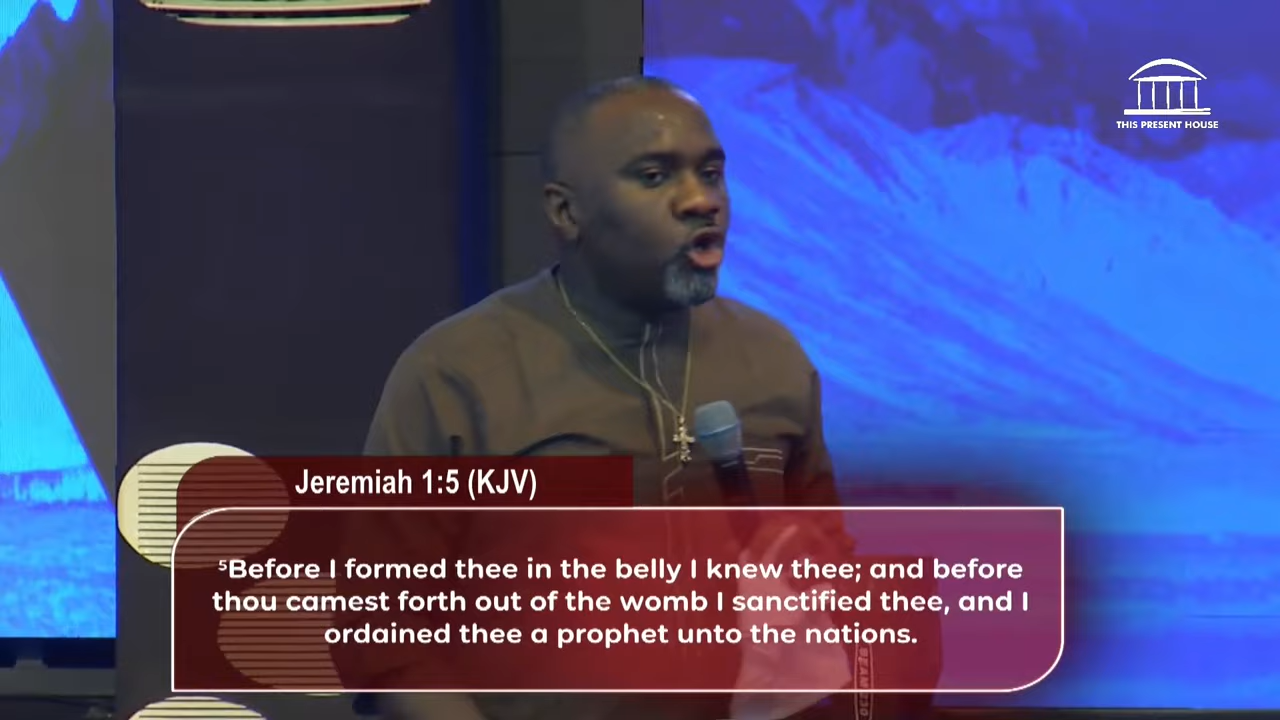 THIS PRESENT HOUSE
Jeremiah 1:5 (KJV)
⁵Before I formed thee in the belly I knew thee; and before
thou camest forth out of the womb I sanctified thee, and I
ordained thee a prophet unto the nations.